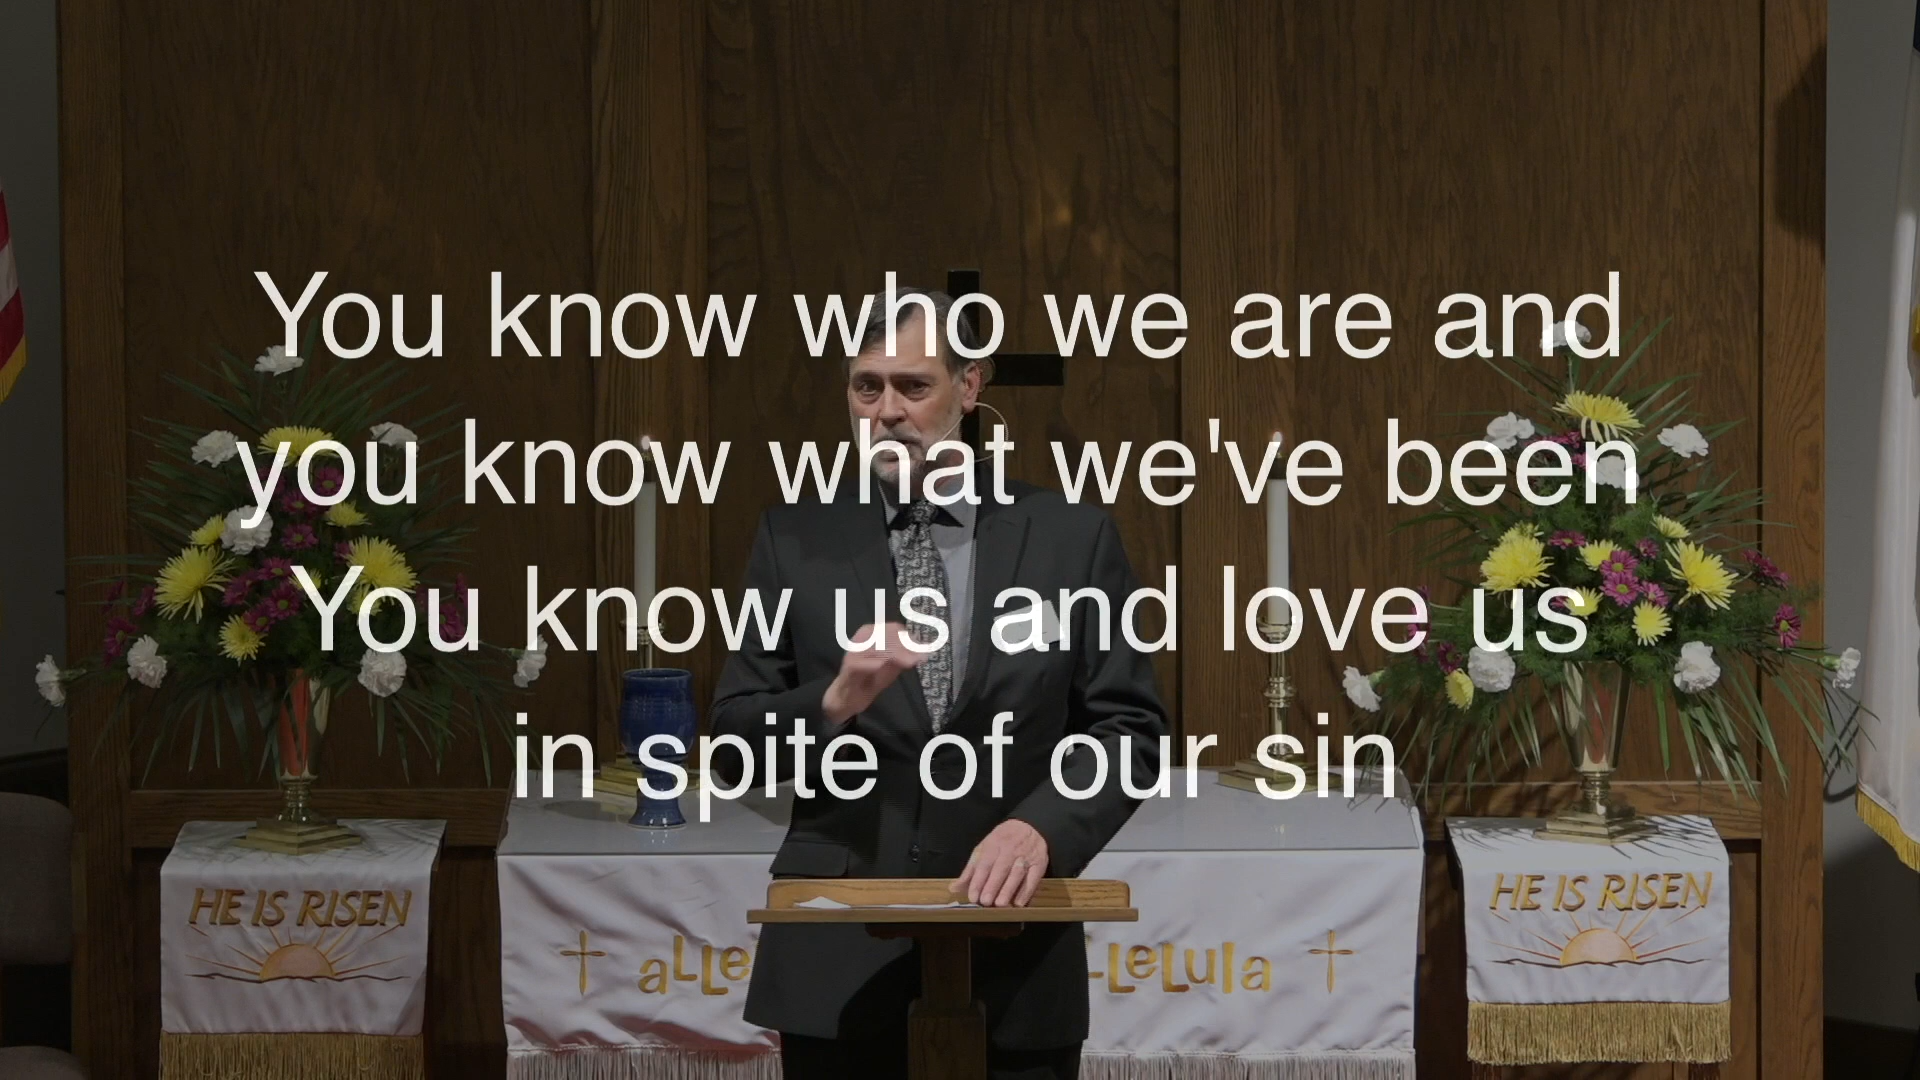 You know who we are and
you know what we've been
You know us and love us
in spite of our sin
HE IS RISEN
HE IS RISEN